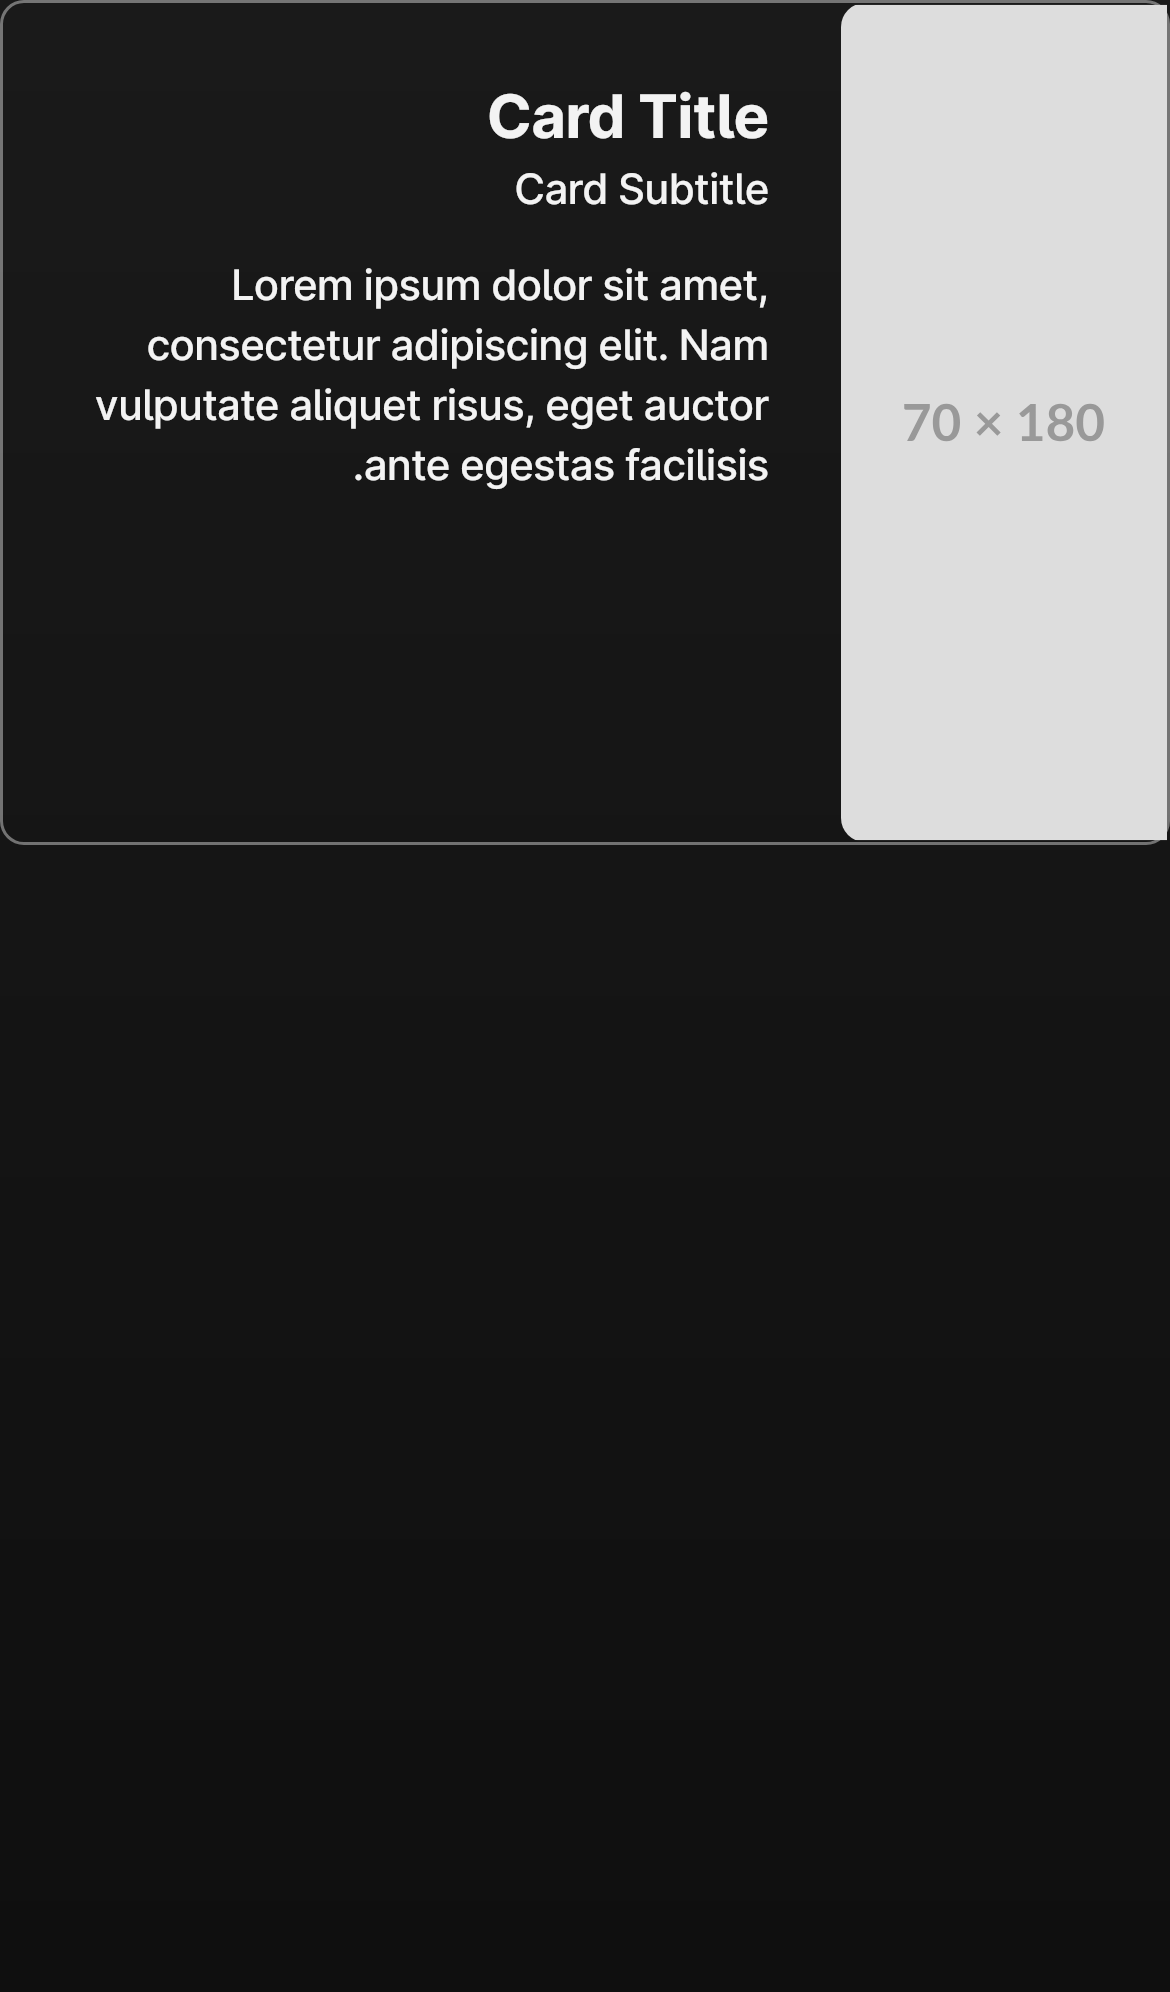 Card Title
Card Subtitle
Lorem ipsum dolor sit amet,
consectetur adipiscing elit. Nam
vulputate aliquet risus, eget auctor
.ante egestas facilisis
70 × 180